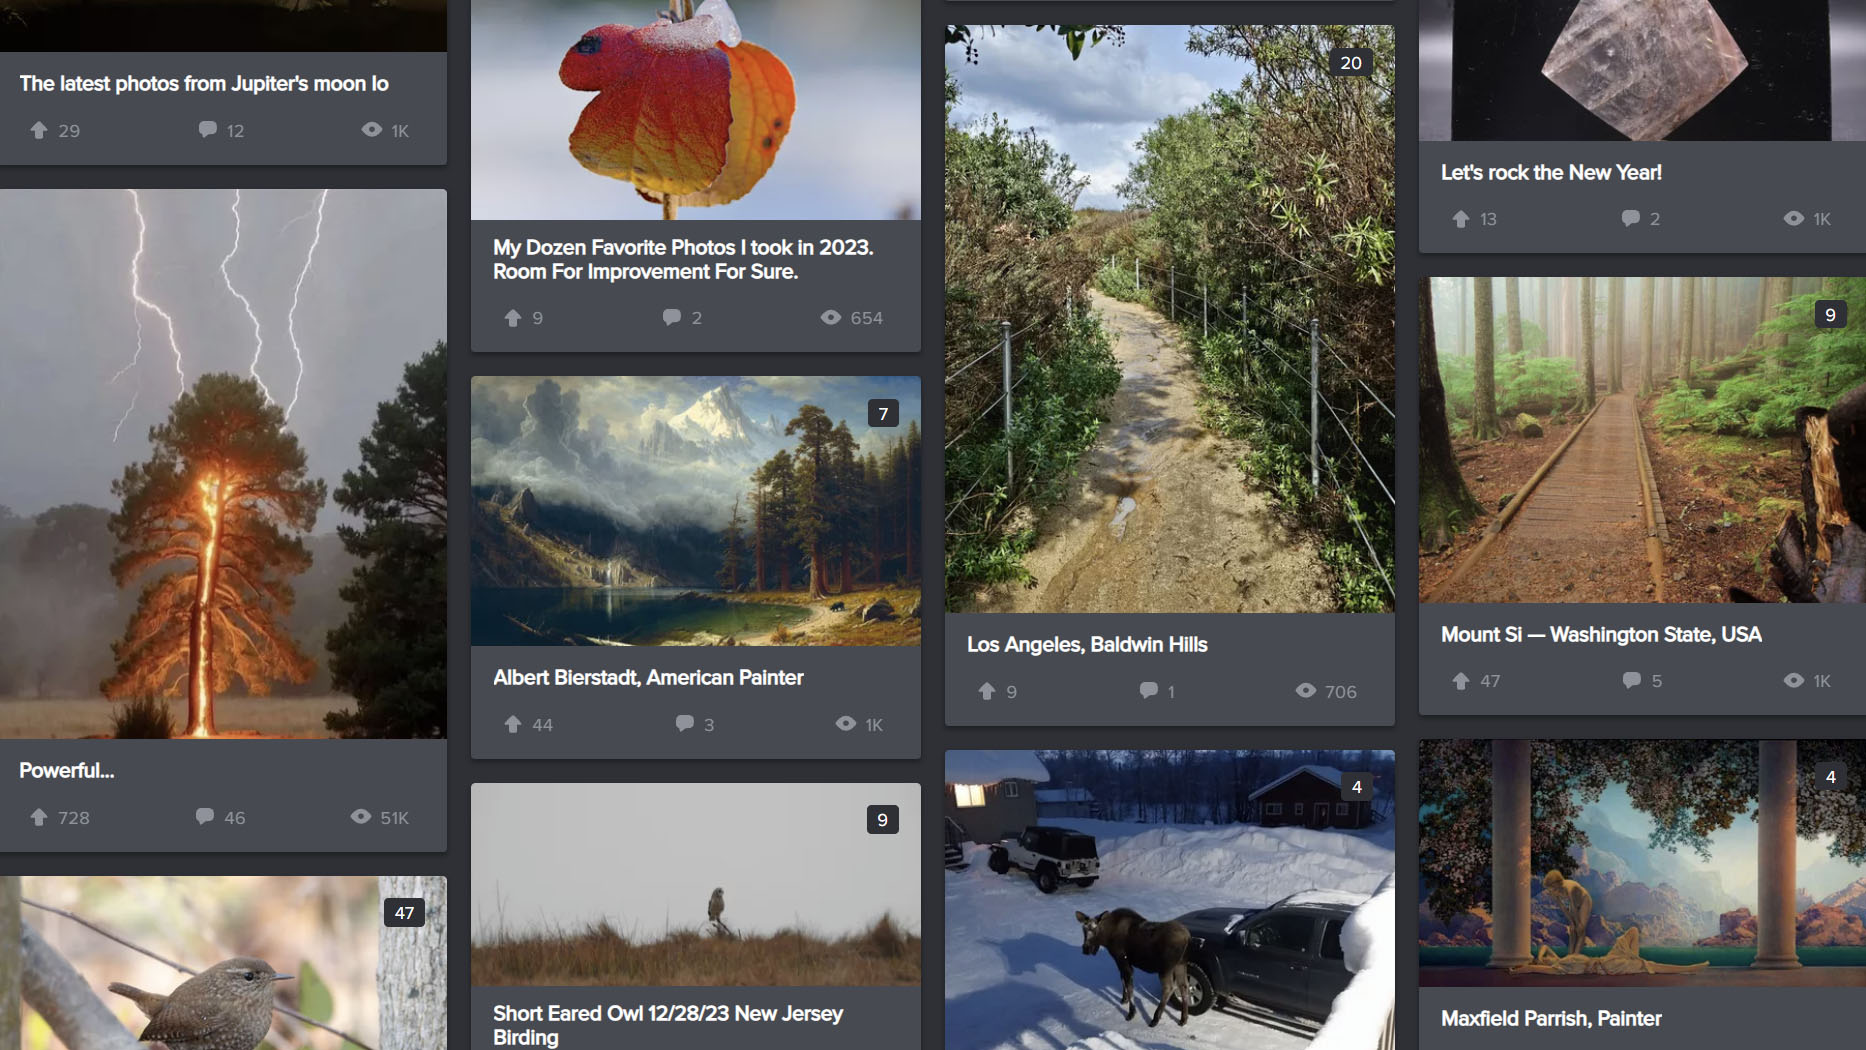 The latest photos from Jupiter's moon Io
29 12 1K
Powerful...
728 46 51K
47
My Dozen Favorite Photos I took in 2023.
Room For Improvement For Sure.
9 2 654
7
Albert Bierstadt, American Painter
44 3 1K
9
Short Eared Owl 12/28/23 New Jersey
Birding
20
Los Angeles, Baldwin Hills
9 1 706
4
Let's rock the New Year!
13 2 1K
9
Mount Si — Washington State, USA
47 5 1K
4
Maxfield Parrish, Painter